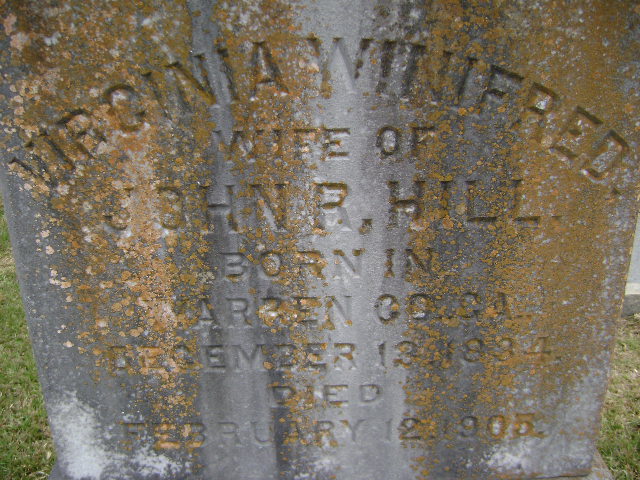 VIRGINIA WINIFRED.
WIFE OF
JOHN R. HILL.
BORN IN
WARREN CO. GA.
DECEMBER 13, 1834.
DIED
FEBRUARY 12, 1905.